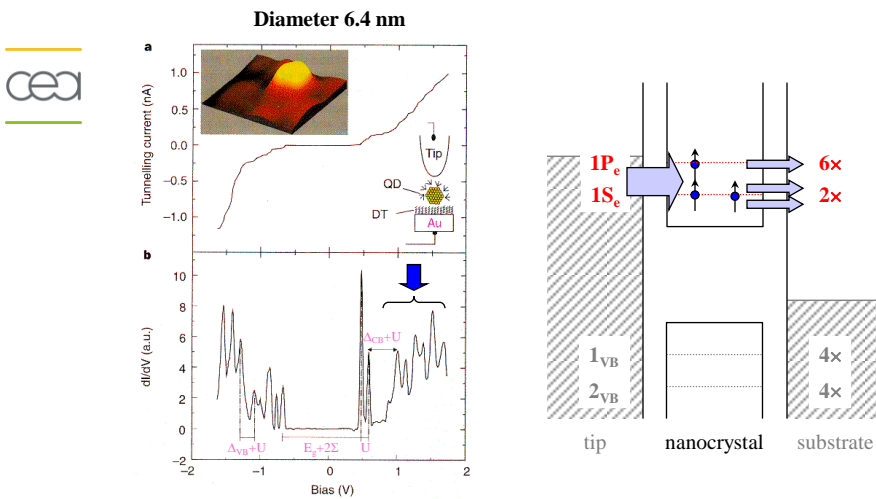 Diameter 6.4 nm
cea
a
Tunnelling current (nA)
1.0
0.5
0.0
−0.5
−1.0
Tip
QD
DT
Au
b
dI/dV (a.u.)
10
8
6
4
2
0
−2
Δ_CB+U
Δ_VB+U
E_g+2Σ
U
−2
−1
0
1
2
Bias (V)
1P_e
6×
1S_e
2×
1_VB
4×
2_VB
4×
tip
nanocrystal
substrate